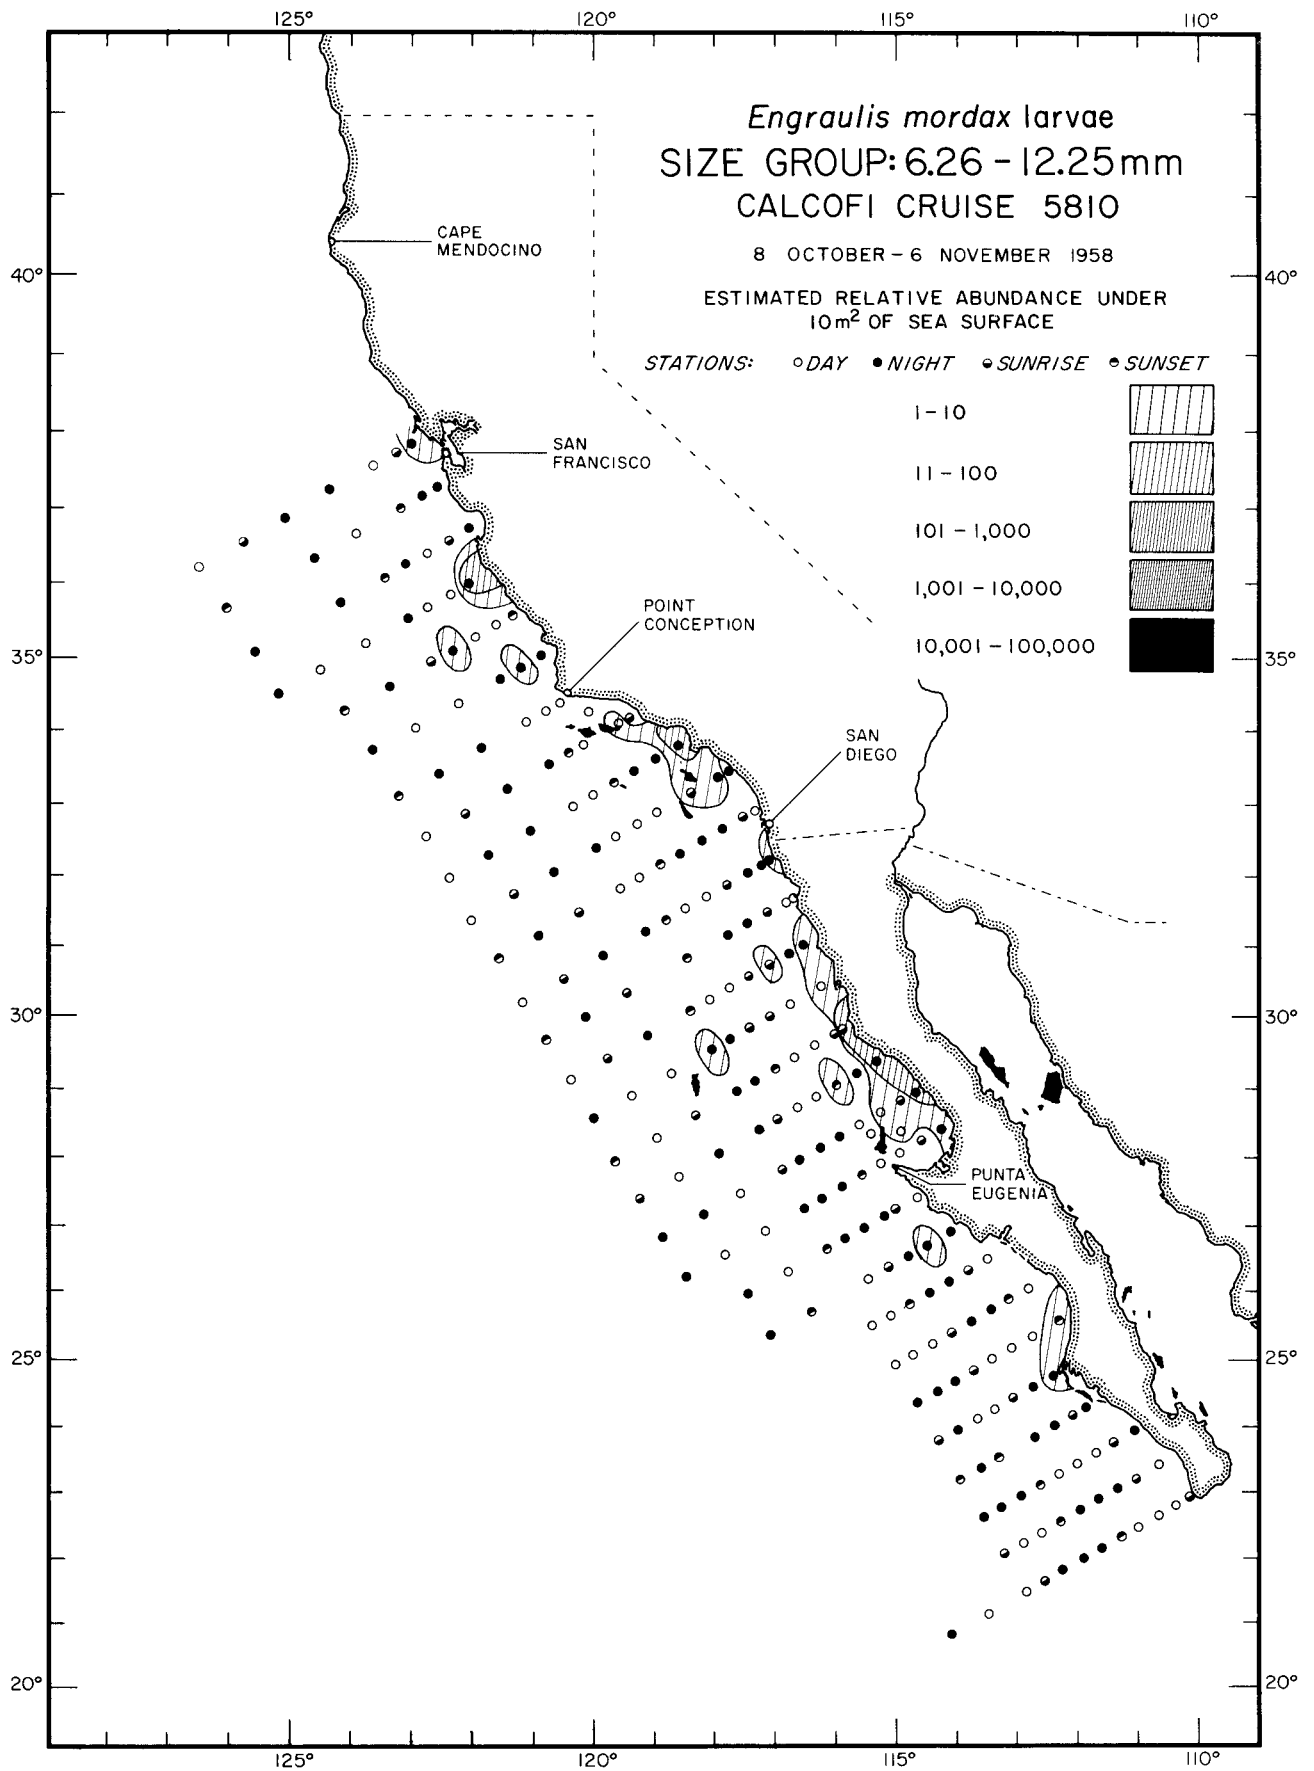 125° 120° 115° 110°
Engraulis mordax larvae
SIZE GROUP: 6.26 - 12.25mm
CALCOFI CRUISE 5810
8 OCTOBER - 6 NOVEMBER 1958
ESTIMATED RELATIVE ABUNDANCE UNDER
10m² OF SEA SURFACE
STATIONS: DAY NIGHT SUNRISE SUNSET
1 - 10
11 - 100
101 - 1,000
1,001 - 10,000
10,001 - 100,000
CAPE
MENDOCINO
40° 40°
SAN
FRANCISCO
POINT
CONCEPTION
35° 35°
SAN
DIEGO
30° 30°
PUNTA
EUGENIA
25° 25°
20° 20°
125° 120° 115° 110°